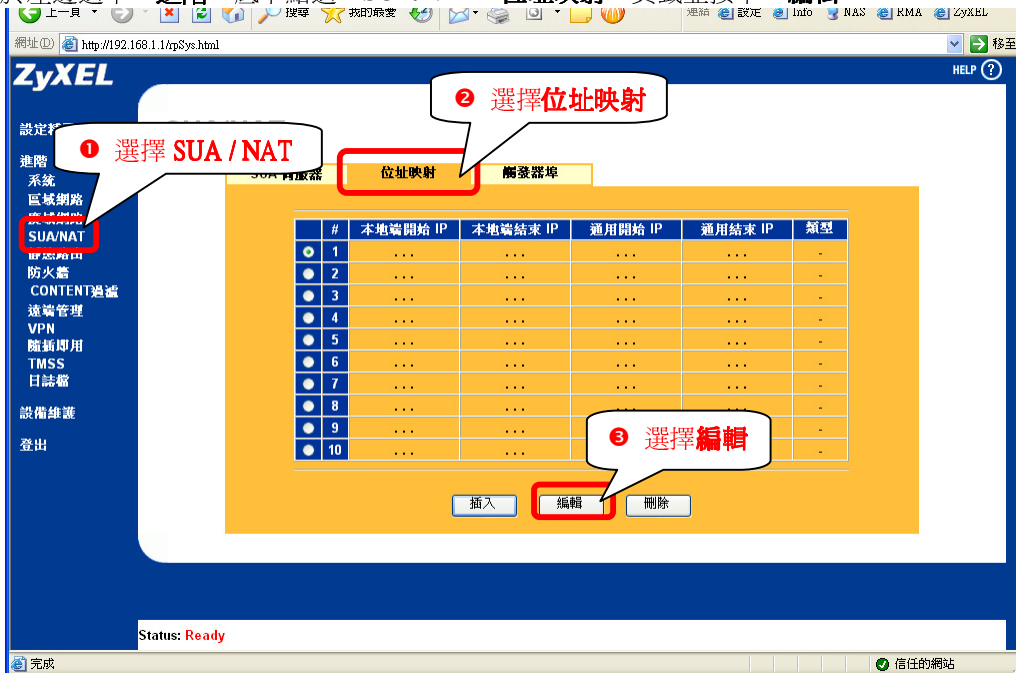 上一頁 搜尋 我的最愛 連結 設定 Info NAS RMA ZyXEL
網址(D) http://192.168.1.1/rpSys.html 移至
ZyXEL HELP ?
❷ 選擇位址映射
❶ 選擇 SUA / NAT
進階
系統
區域網路
SUA/NAT
防火牆
CONTENT過濾
遠端管理
VPN
隨插即用
TMSS
日誌檔
設備維護
登出
SUA 伺服器 位址映射 觸發器埠
# 本地端開始 IP 本地端結束 IP 通用開始 IP 通用結束 IP 類型
1 ... ... ... ... -
2 ... ... ... ... -
3 ... ... ... ... -
4 ... ... ... ... -
5 ... ... ... ... -
6 ... ... ... ... -
7 ... ... ... ... -
8 ... ... ... ... -
9 ... ... ... -
10 ... ... ... -
❸ 選擇編輯
插入 編輯 刪除
Status: Ready
完成 信任的網站